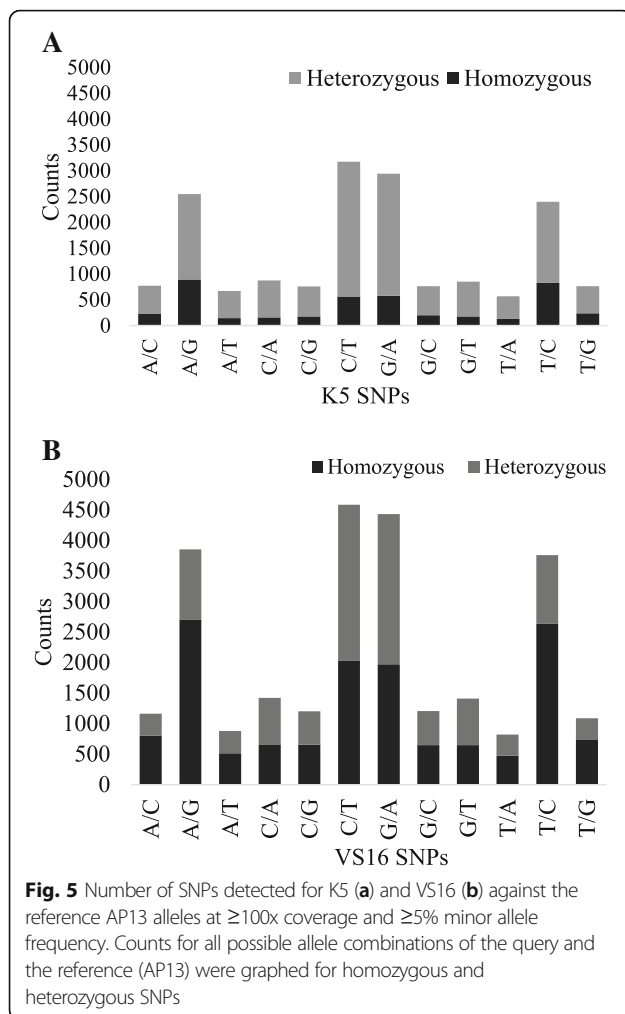 A
5000
4500
4000
3500
3000
2500
2000
1500
1000
500
0
Counts
Heterozygous Homozygous
A/C A/G A/T C/A C/G C/T G/A G/C G/T T/A T/C T/G
K5 SNPs
B
5000
4500
4000
3500
3000
2500
2000
1500
1000
500
0
Counts
Homozygous Heterozygous
A/C A/G A/T C/A C/G C/T G/A G/C G/T T/A T/C T/G
VS16 SNPs
Fig. 5 Number of SNPs detected for K5 (a) and VS16 (b) against the
reference AP13 alleles at ≥100x coverage and ≥5% minor allele
frequency. Counts for all possible allele combinations of the query and
the reference (AP13) were graphed for homozygous and
heterozygous SNPs